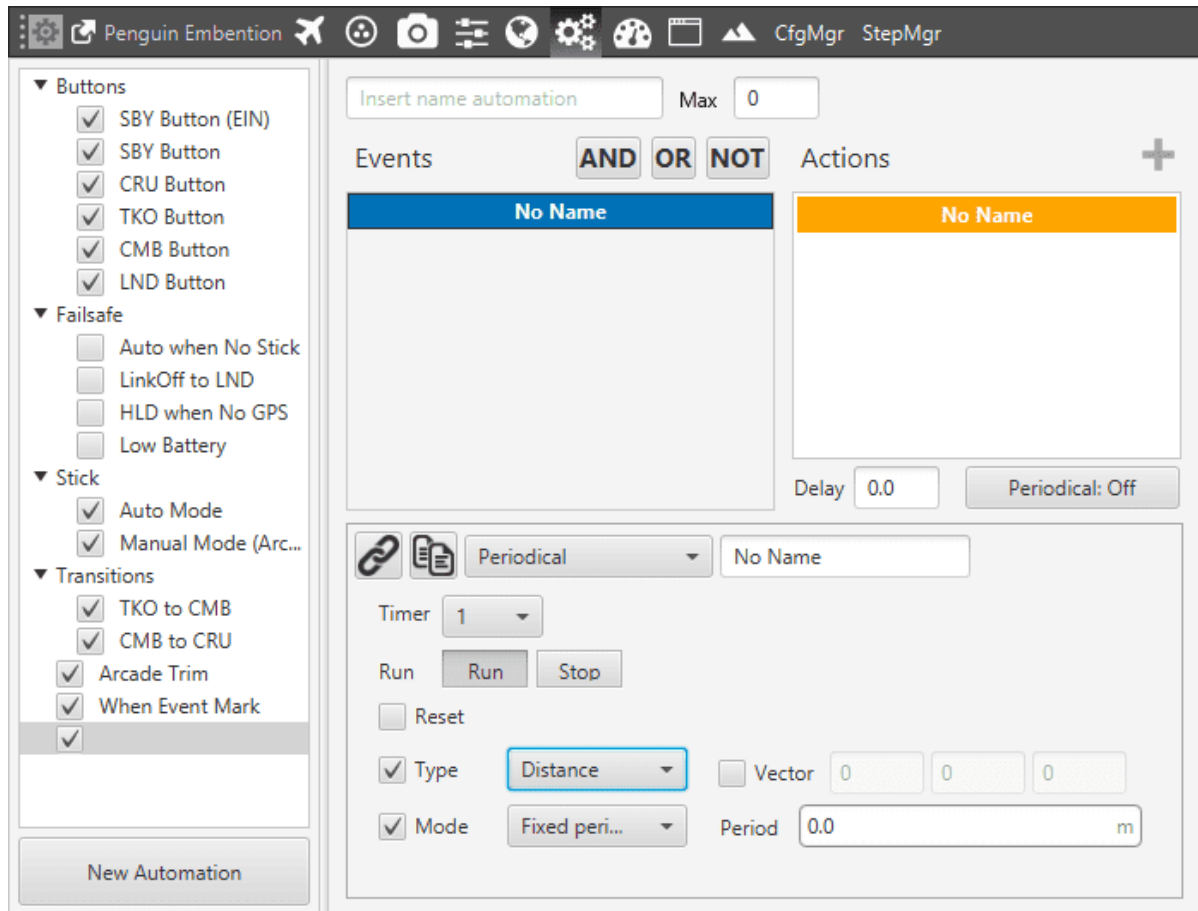 Penguin Embention CfgMgr StepMgr
Buttons
SBY Button (EIN)
SBY Button
CRU Button
TKO Button
CMB Button
LND Button
Failsafe
Auto when No Stick
LinkOff to LND
HLD when No GPS
Low Battery
Stick
Auto Mode
Manual Mode (Arc...
Transitions
TKO to CMB
CMB to CRU
Arcade Trim
When Event Mark
New Automation
Insert name automation Max 0
Events AND OR NOT Actions
No Name No Name
Delay 0.0 Periodical: Off
Periodical No Name
Timer 1
Run Run Stop
Reset
Type Distance Vector 0 0 0
Mode Fixed peri... Period 0.0 m